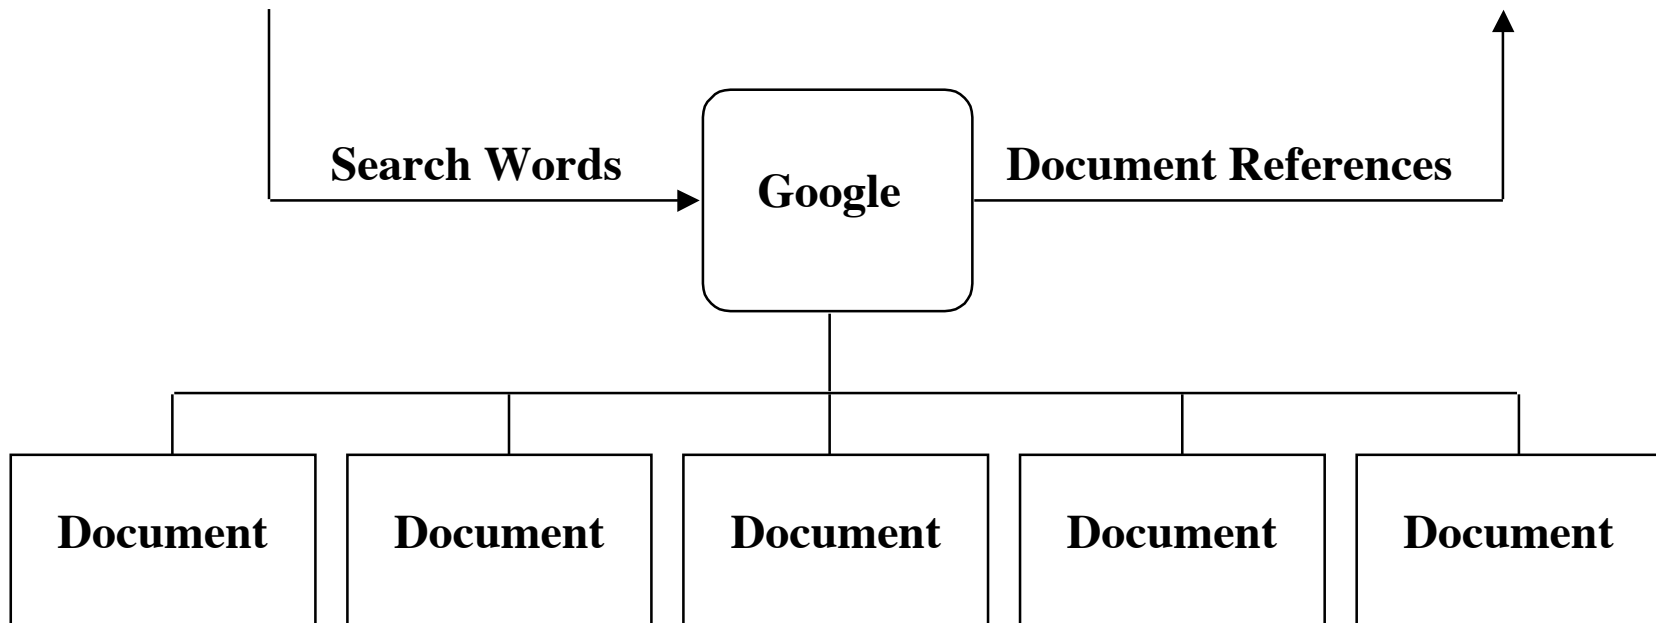 Search Words
Google
Document References
Document
Document
Document
Document
Document